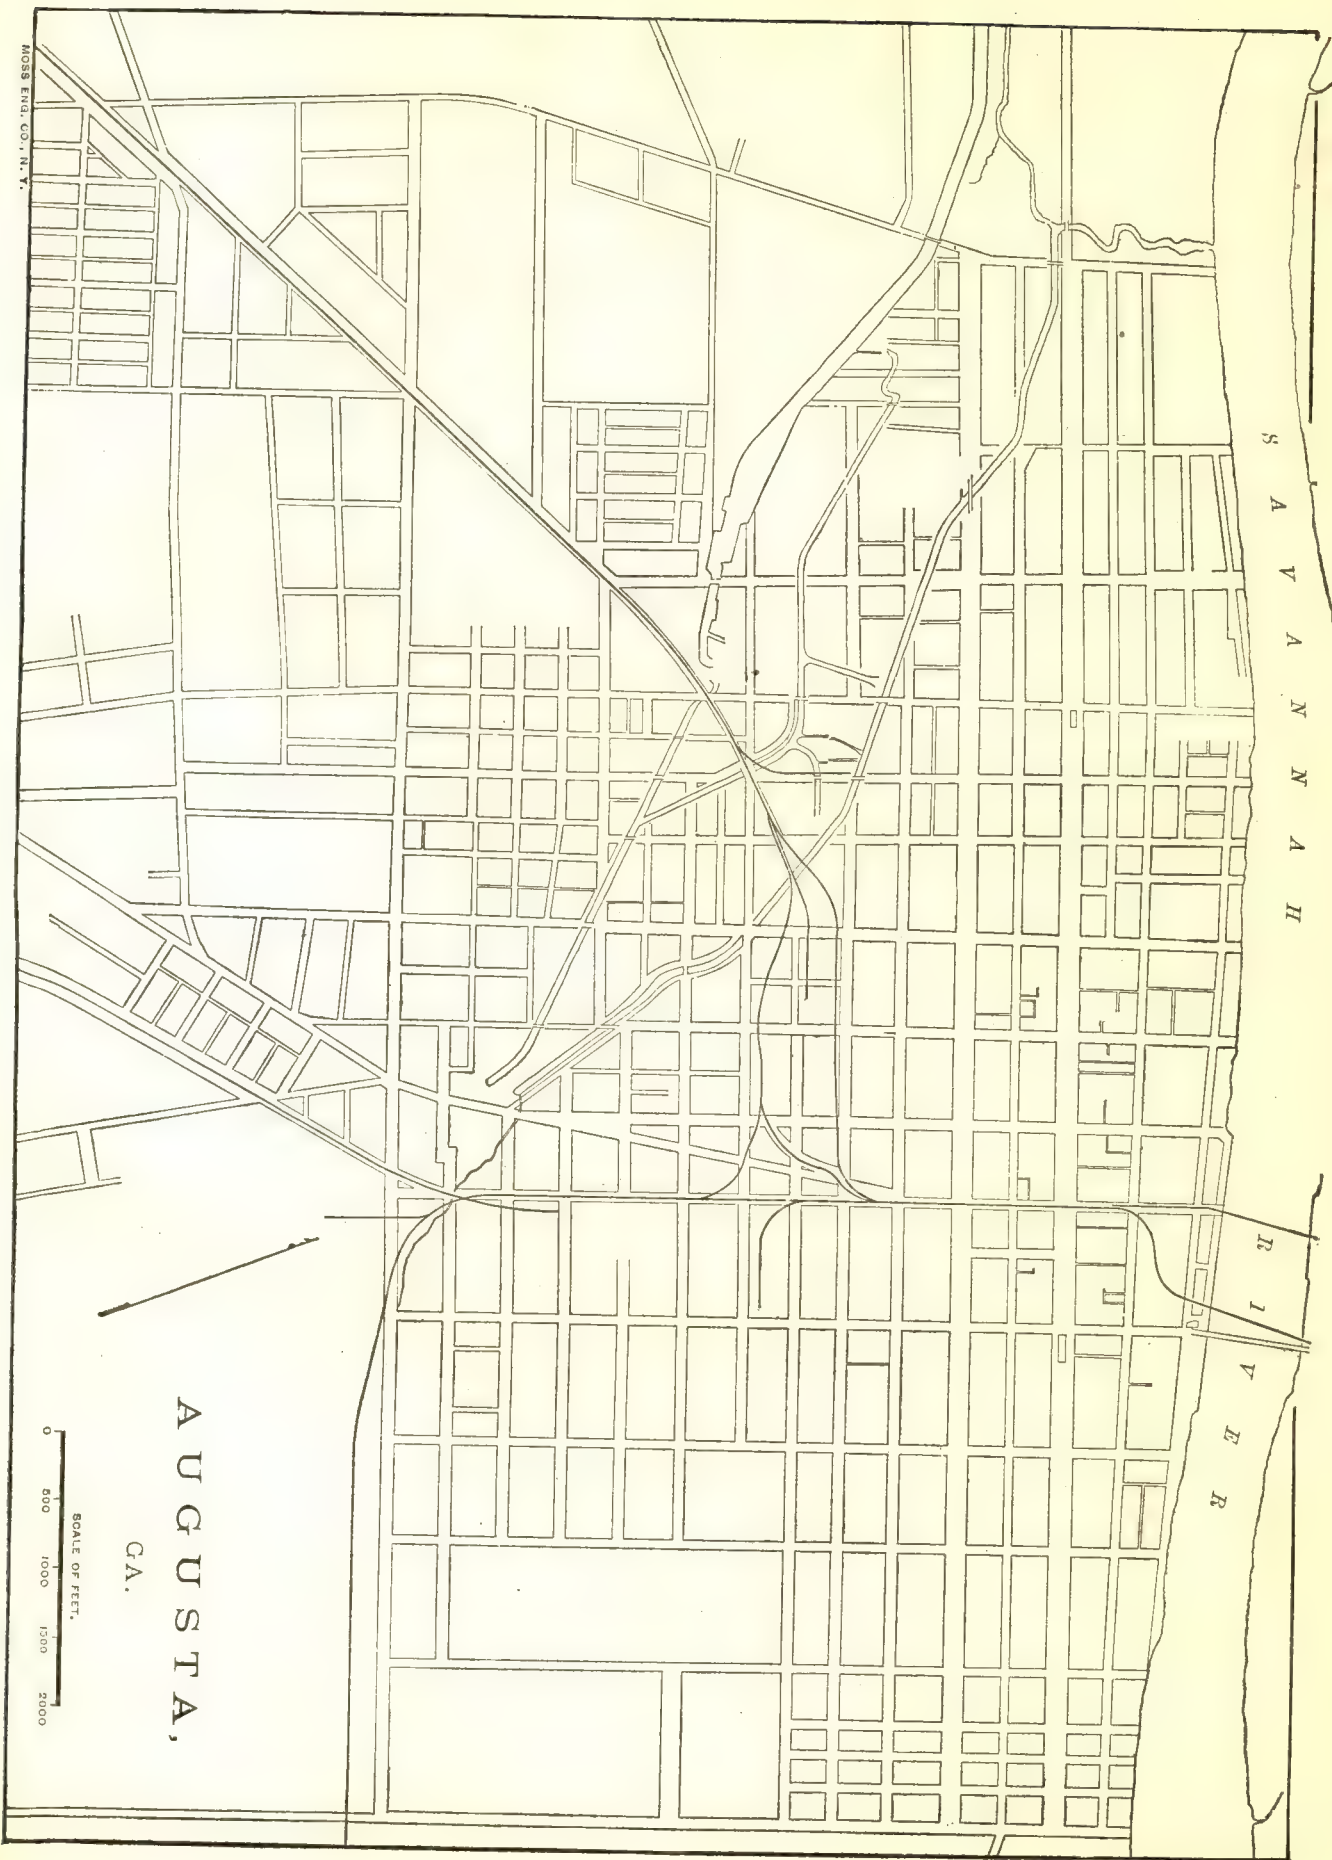 SAVANNAH RIVER
AUGUSTA,
GA.
SCALE OF FEET.
0 500 1000 1500 2000
MOSS ENG. CO., N. Y.